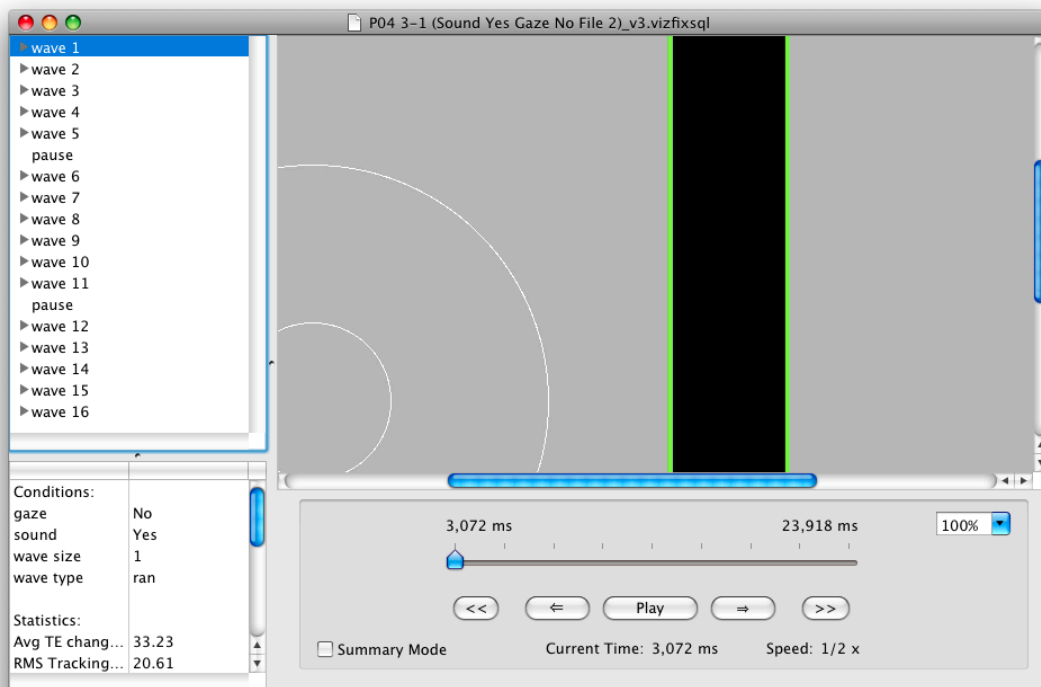 P04 3-1 (Sound Yes Gaze No File 2)_v3.vizfixsql
wave 1
wave 2
wave 3
wave 4
wave 5
pause
wave 6
wave 7
wave 8
wave 9
wave 10
wave 11
pause
wave 12
wave 13
wave 14
wave 15
wave 16
Conditions:
gaze No
sound Yes
wave size 1
wave type ran
Statistics:
Avg TE chang... 33.23
RMS Tracking... 20.61
3,072 ms 23,918 ms
100%
<< ⇐ Play ⇒ >>
Summary Mode Current Time: 3,072 ms Speed: 1/2 x